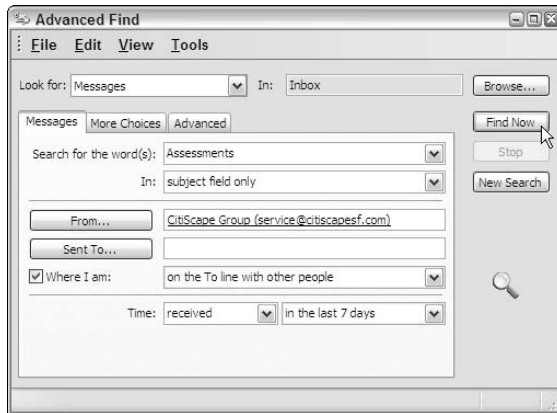 Advanced Find
File Edit View Tools
Look for: Messages In: Inbox Browse...
Messages More Choices Advanced Find Now
Search for the word(s): Assessments Stop
In: subject field only New Search
From... CitiScape Group (service@citiscapesf.com)
Sent To...
Where I am: on the To line with other people
Time: received in the last 7 days